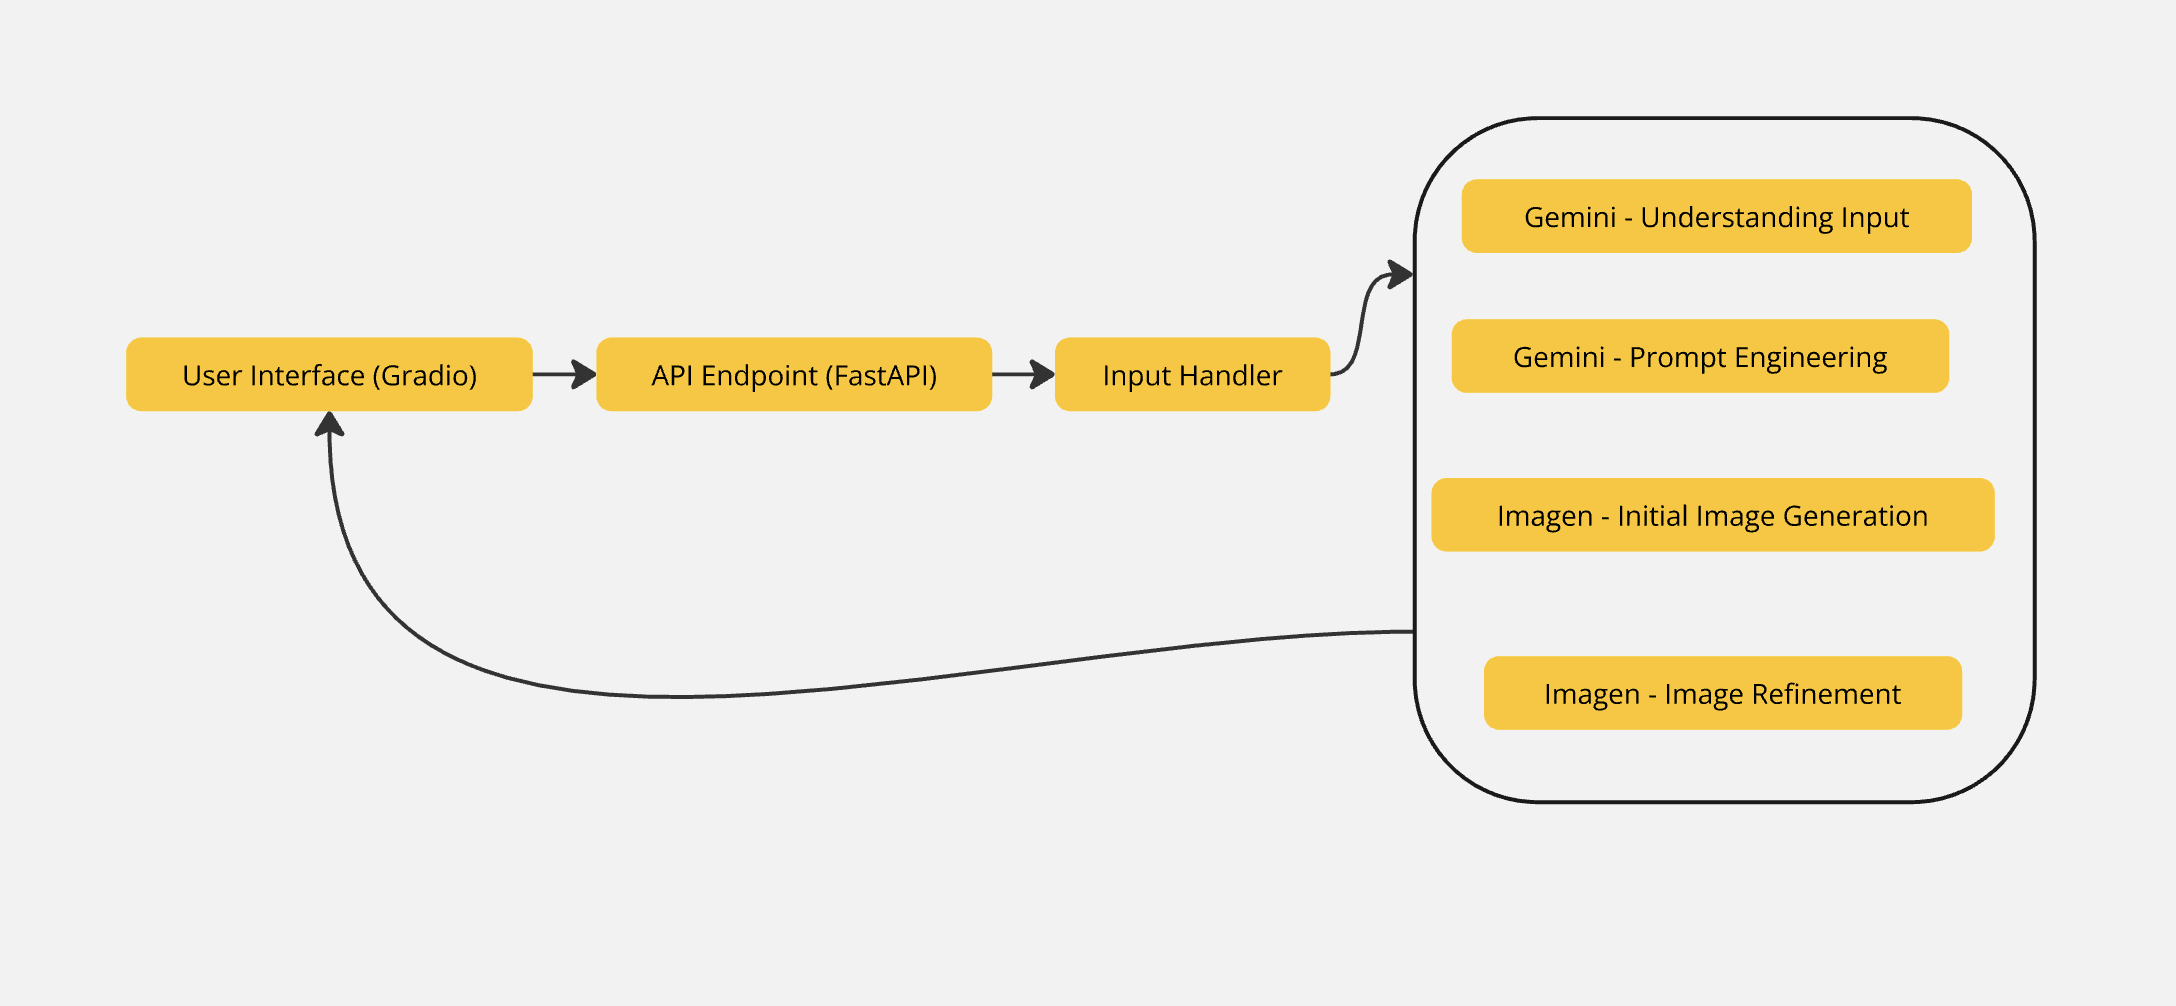 User Interface (Gradio)
API Endpoint (FastAPI)
Input Handler
Gemini - Understanding Input
Gemini - Prompt Engineering
Imagen - Initial Image Generation
Imagen - Image Refinement